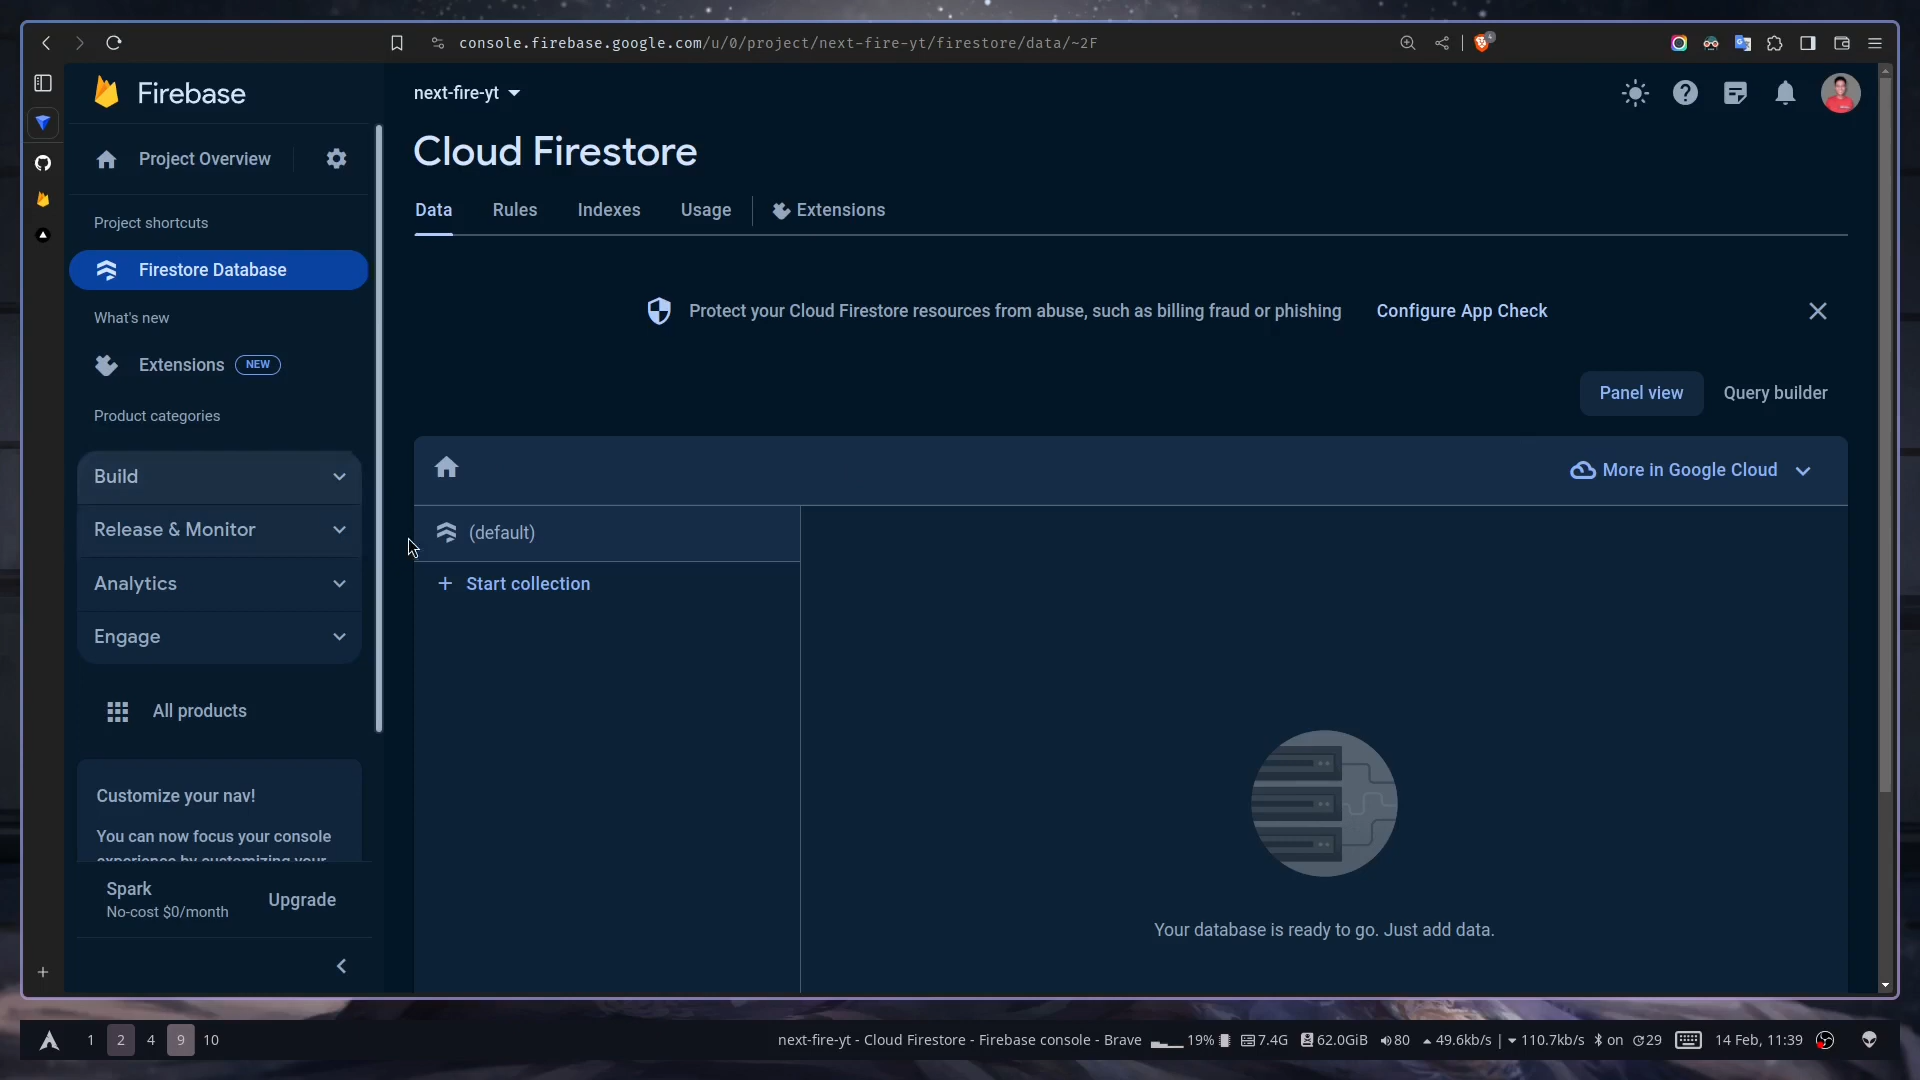 console.firebase.google.com/u/0/project/next-fire-yt/firestore/data/~2F
4
Firebase
next-fire-yt
Project Overview
Cloud Firestore
Data
Rules
Indexes
Usage
Extensions
Project shortcuts
Firestore Database
What's new
Extensions
NEW
Product categories
Build
Release & Monitor
Analytics
Engage
All products
Customize your nav!
You can now focus your console
experience by customizing your
Spark
No-cost $0/month
Upgrade
Protect your Cloud Firestore resources from abuse, such as billing fraud or phishing
Configure App Check
Panel view
Query builder
More in Google Cloud
(default)
+ Start collection
Your database is ready to go. Just add data.
1 2 4 9 10
next-fire-yt - Cloud Firestore - Firebase console - Brave
19%
7.4G
62.0GiB
80
49.6kb/s |
110.7kb/s
on
29
14 Feb, 11:39